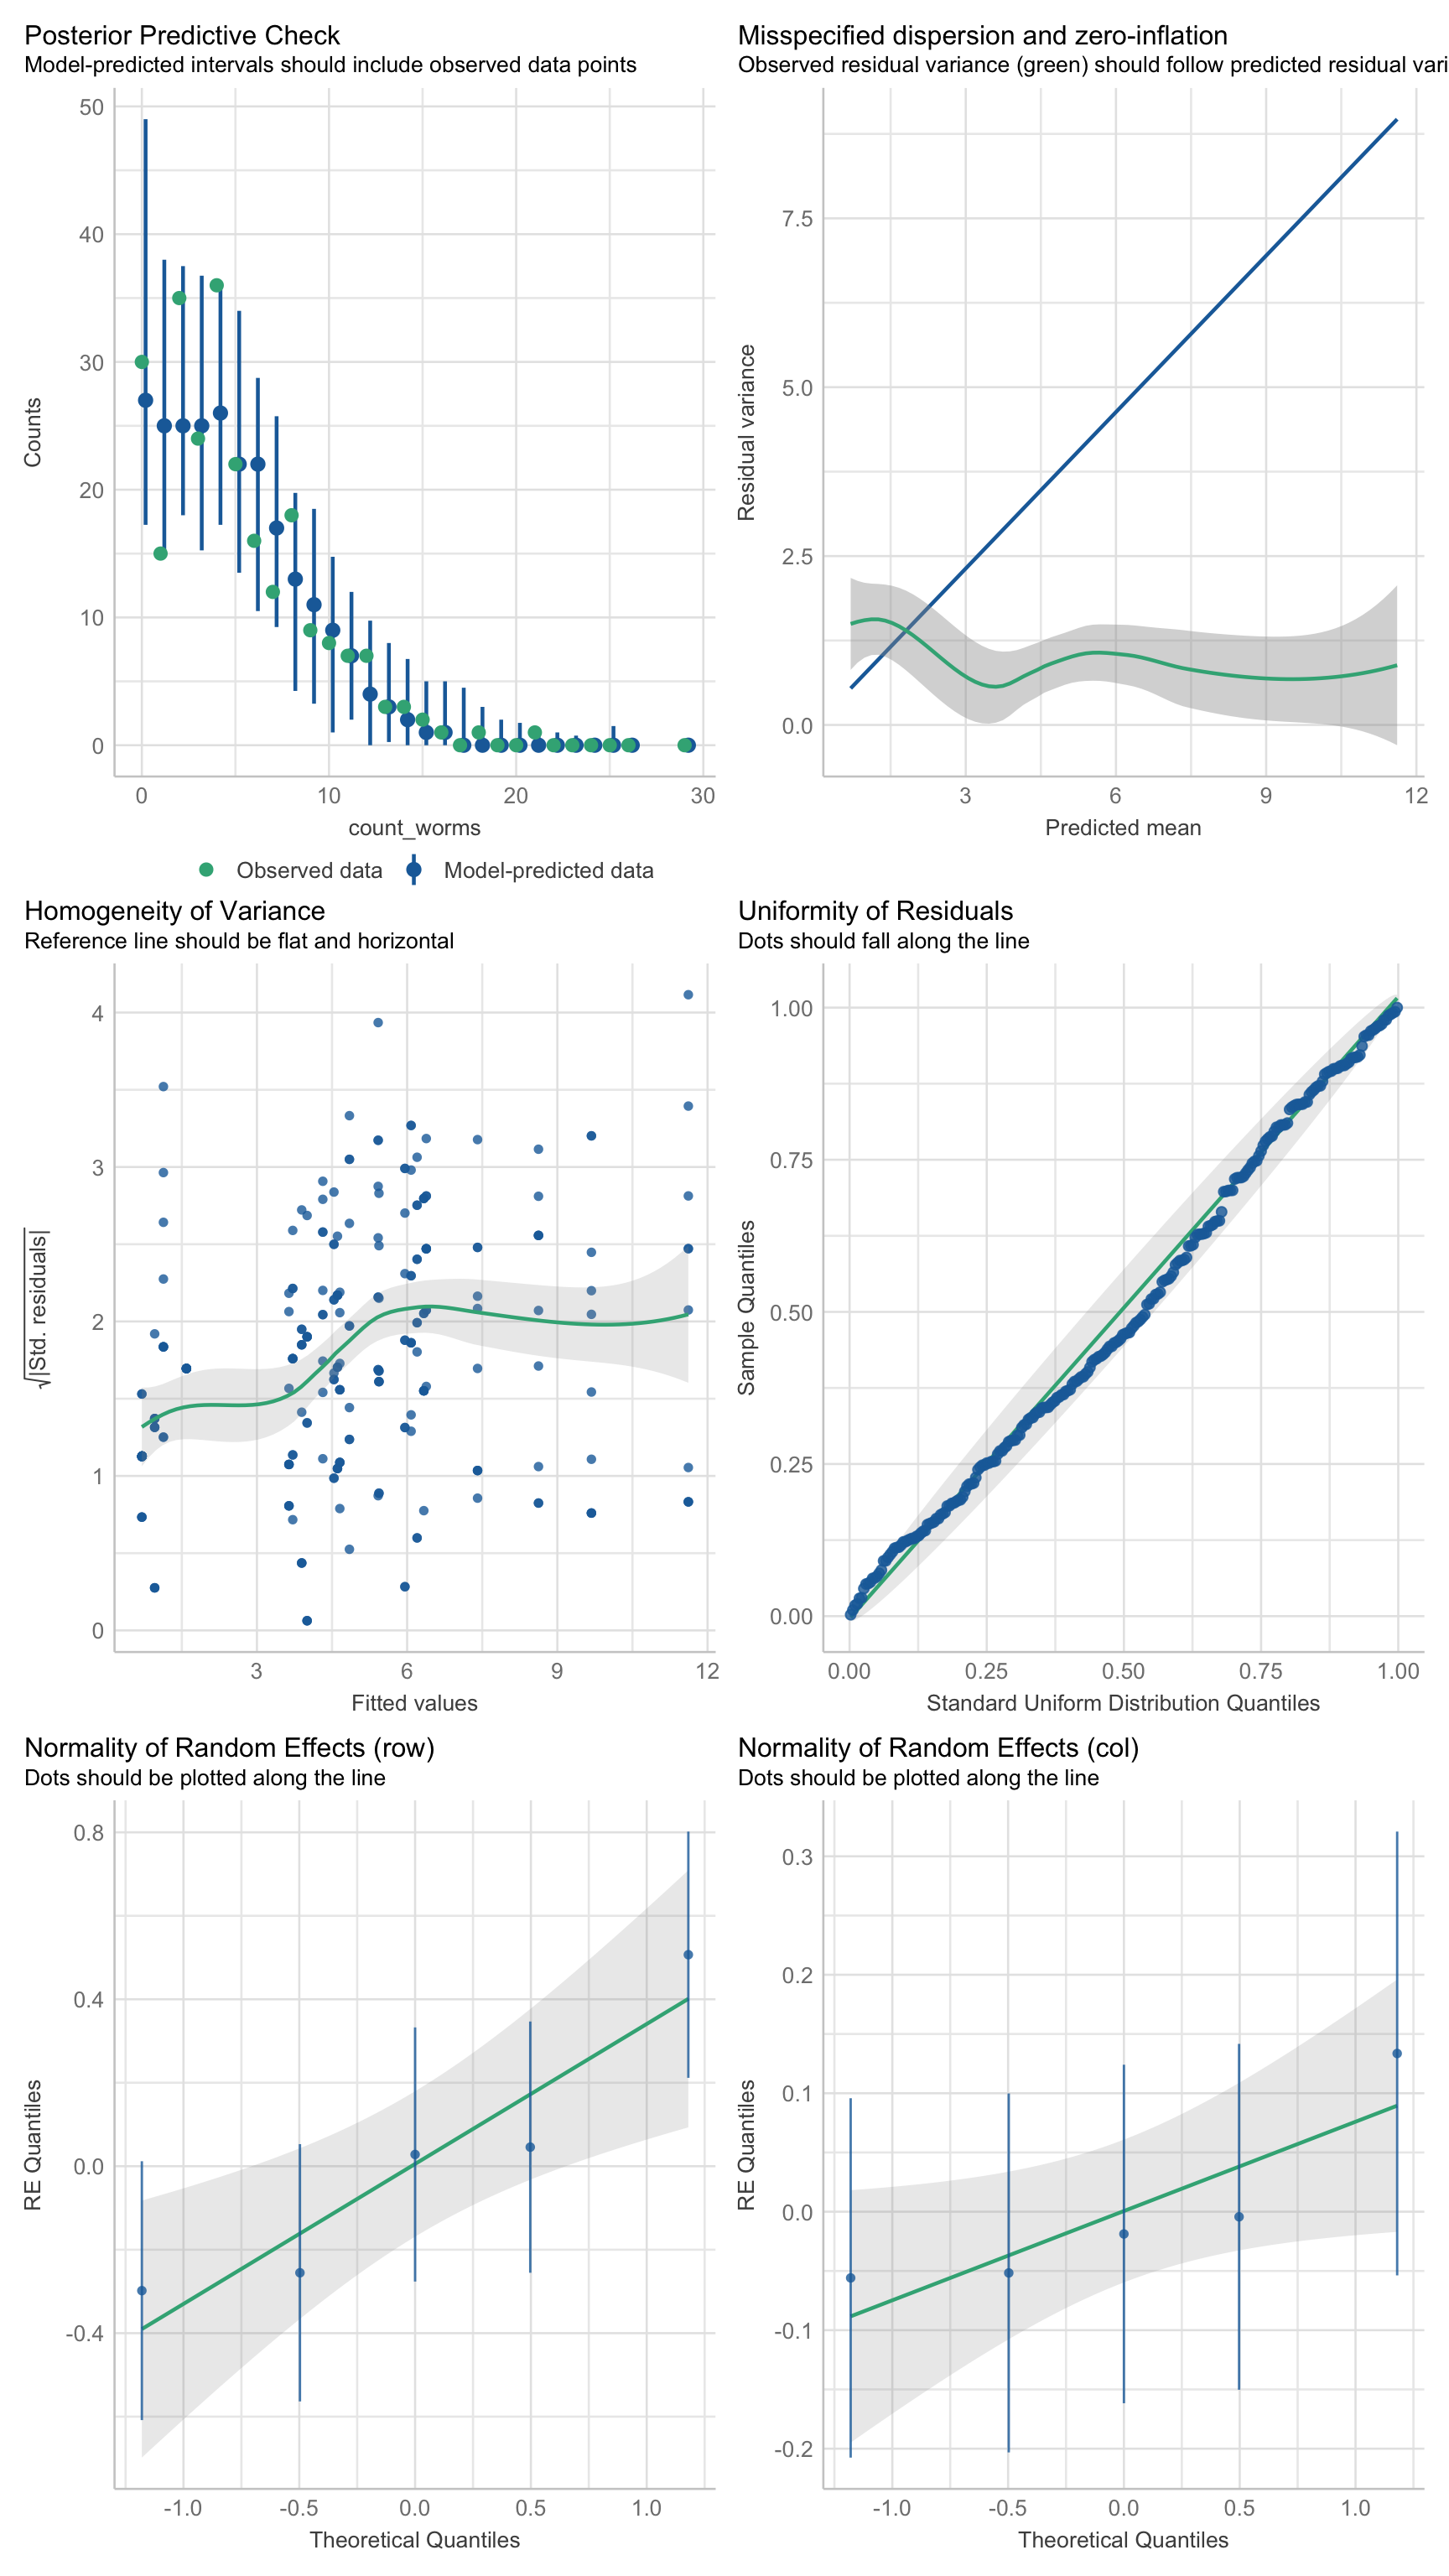 Posterior Predictive Check
Model-predicted intervals should include observed data points
50
40
30
20
10
0
Counts
0
10
20
30
count_worms
Observed data
Model-predicted data
Misspecified dispersion and zero-inflation
Observed residual variance (green) should follow predicted residual vari
7.5
5.0
2.5
0.0
Residual variance
3
6
9
12
Predicted mean
Homogeneity of Variance
Reference line should be flat and horizontal
4
3
2
1
0
√|Std. residuals|
3
6
9
12
Fitted values
Uniformity of Residuals
Dots should fall along the line
1.00
0.75
0.50
0.25
0.00
Sample Quantiles
0.00
0.25
0.50
0.75
1.00
Standard Uniform Distribution Quantiles
Normality of Random Effects (row)
Dots should be plotted along the line
0.8
0.4
0.0
-0.4
RE Quantiles
-1.0
-0.5
0.0
0.5
1.0
Theoretical Quantiles
Normality of Random Effects (col)
Dots should be plotted along the line
0.3
0.2
0.1
0.0
-0.1
-0.2
RE Quantiles
-1.0
-0.5
0.0
0.5
1.0
Theoretical Quantiles